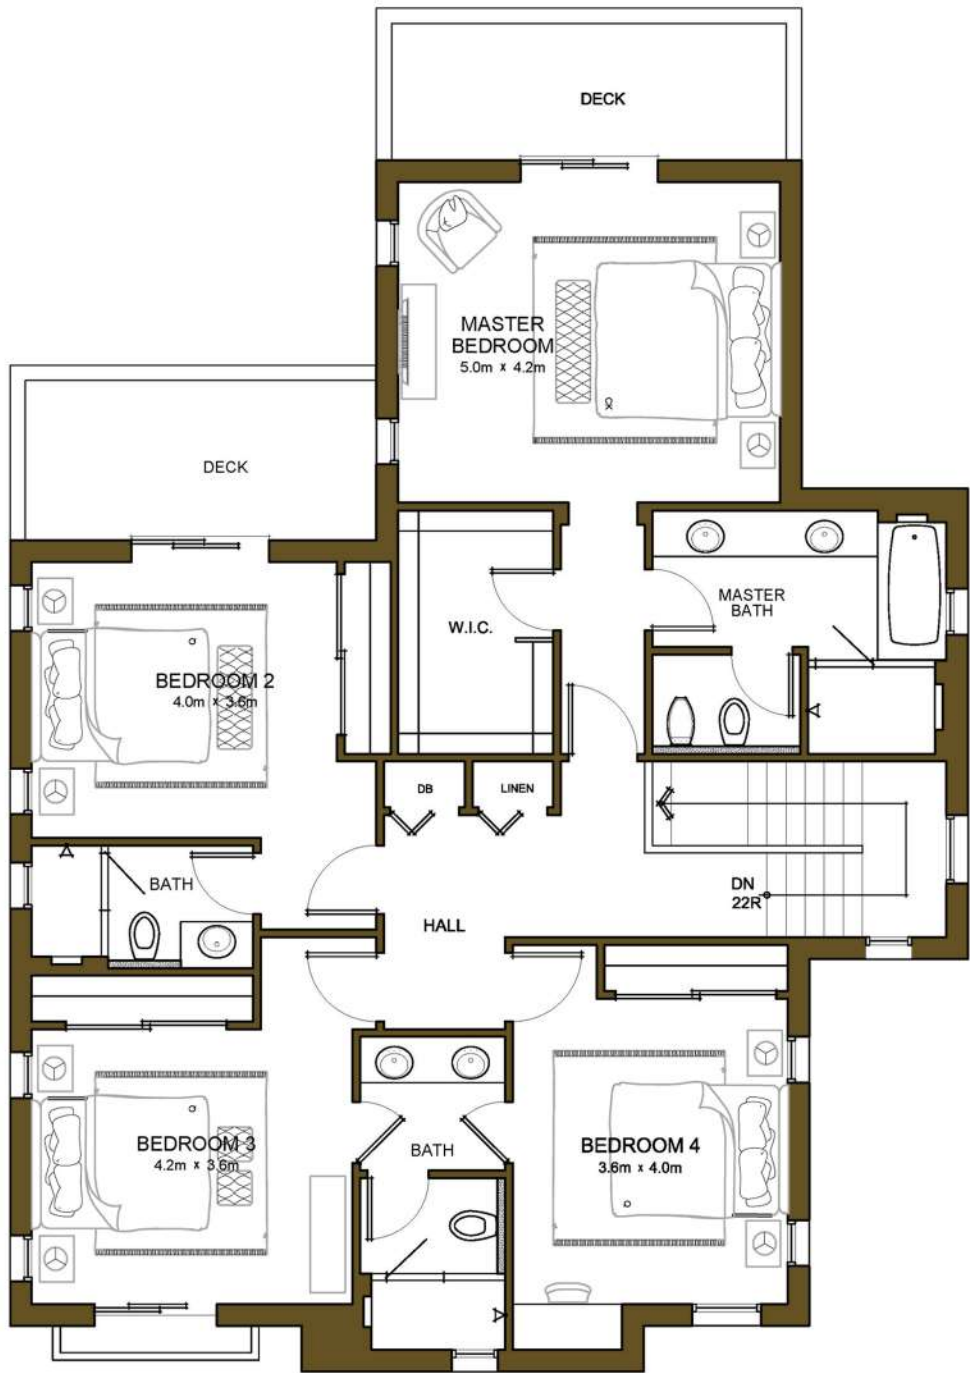 DECK
MASTER
BEDROOM
5.0m x 4.2m
DECK
W.I.C.
MASTER
BATH
BEDROOM 2
4.0m x 3.6m
DB
LINEN
BATH
DN
22R
HALL
BEDROOM 3
4.2m x 3.6m
BATH
BEDROOM 4
3.6m x 4.0m